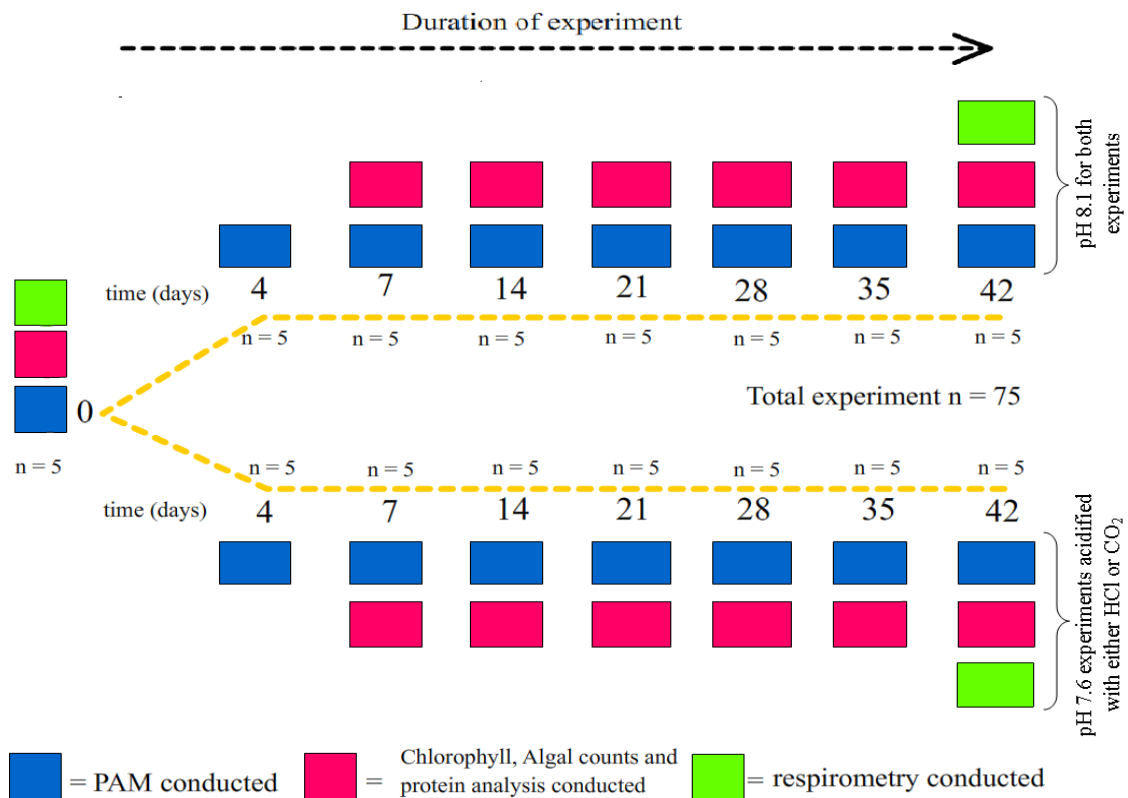 Duration of experiment
pH 8.1 for both
experiments
time (days) 4 7 14 21 28 35 42
n = 5 n = 5 n = 5 n = 5 n = 5 n = 5 n = 5
0
n = 5
Total experiment n = 75
n = 5 n = 5 n = 5 n = 5 n = 5 n = 5 n = 5
time (days) 4 7 14 21 28 35 42
pH 7.6 experiments acidified
with either HCl or CO₂
= PAM conducted
= Chlorophyll, Algal counts and
protein analysis conducted
= respirometry conducted